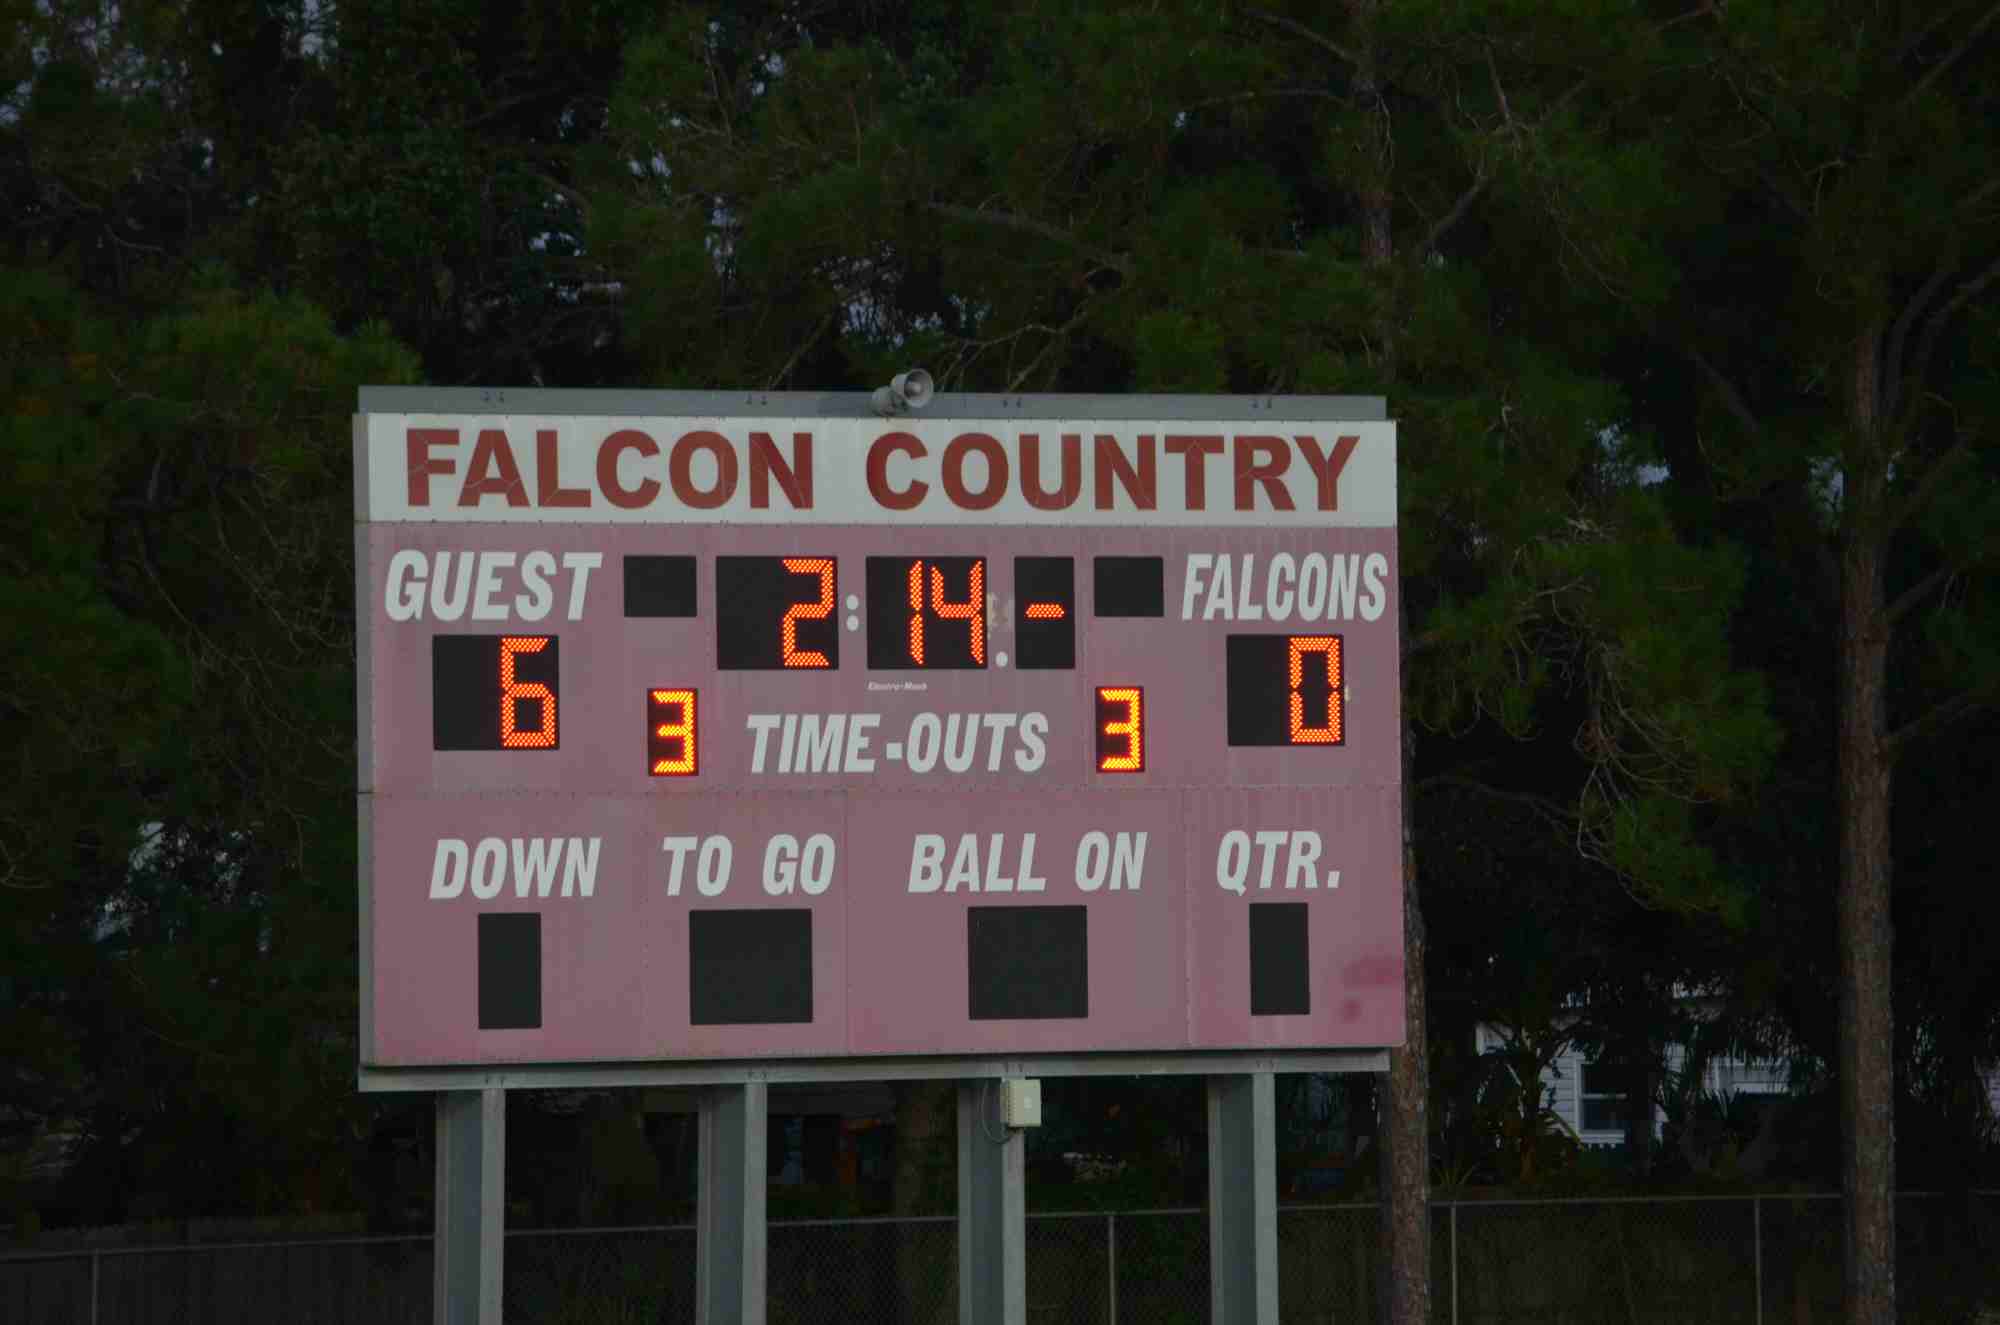 FALCON COUNTRY
GUEST 2:14.- FALCONS
6 0
3 TIME-OUTS 3
DOWN TO GO BALL ON QTR.